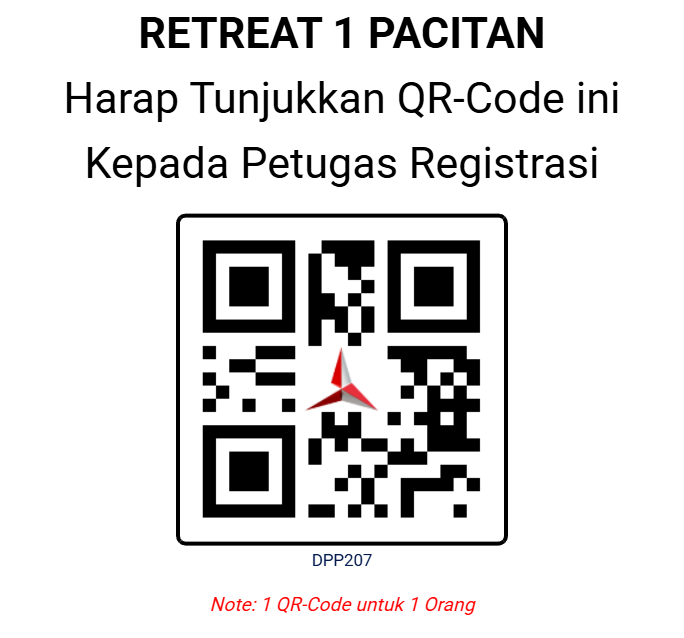 RETREAT 1 PACITAN
Harap Tunjukkan QR-Code ini
Kepada Petugas Registrasi
DPP207
Note: 1 QR-Code untuk 1 Orang